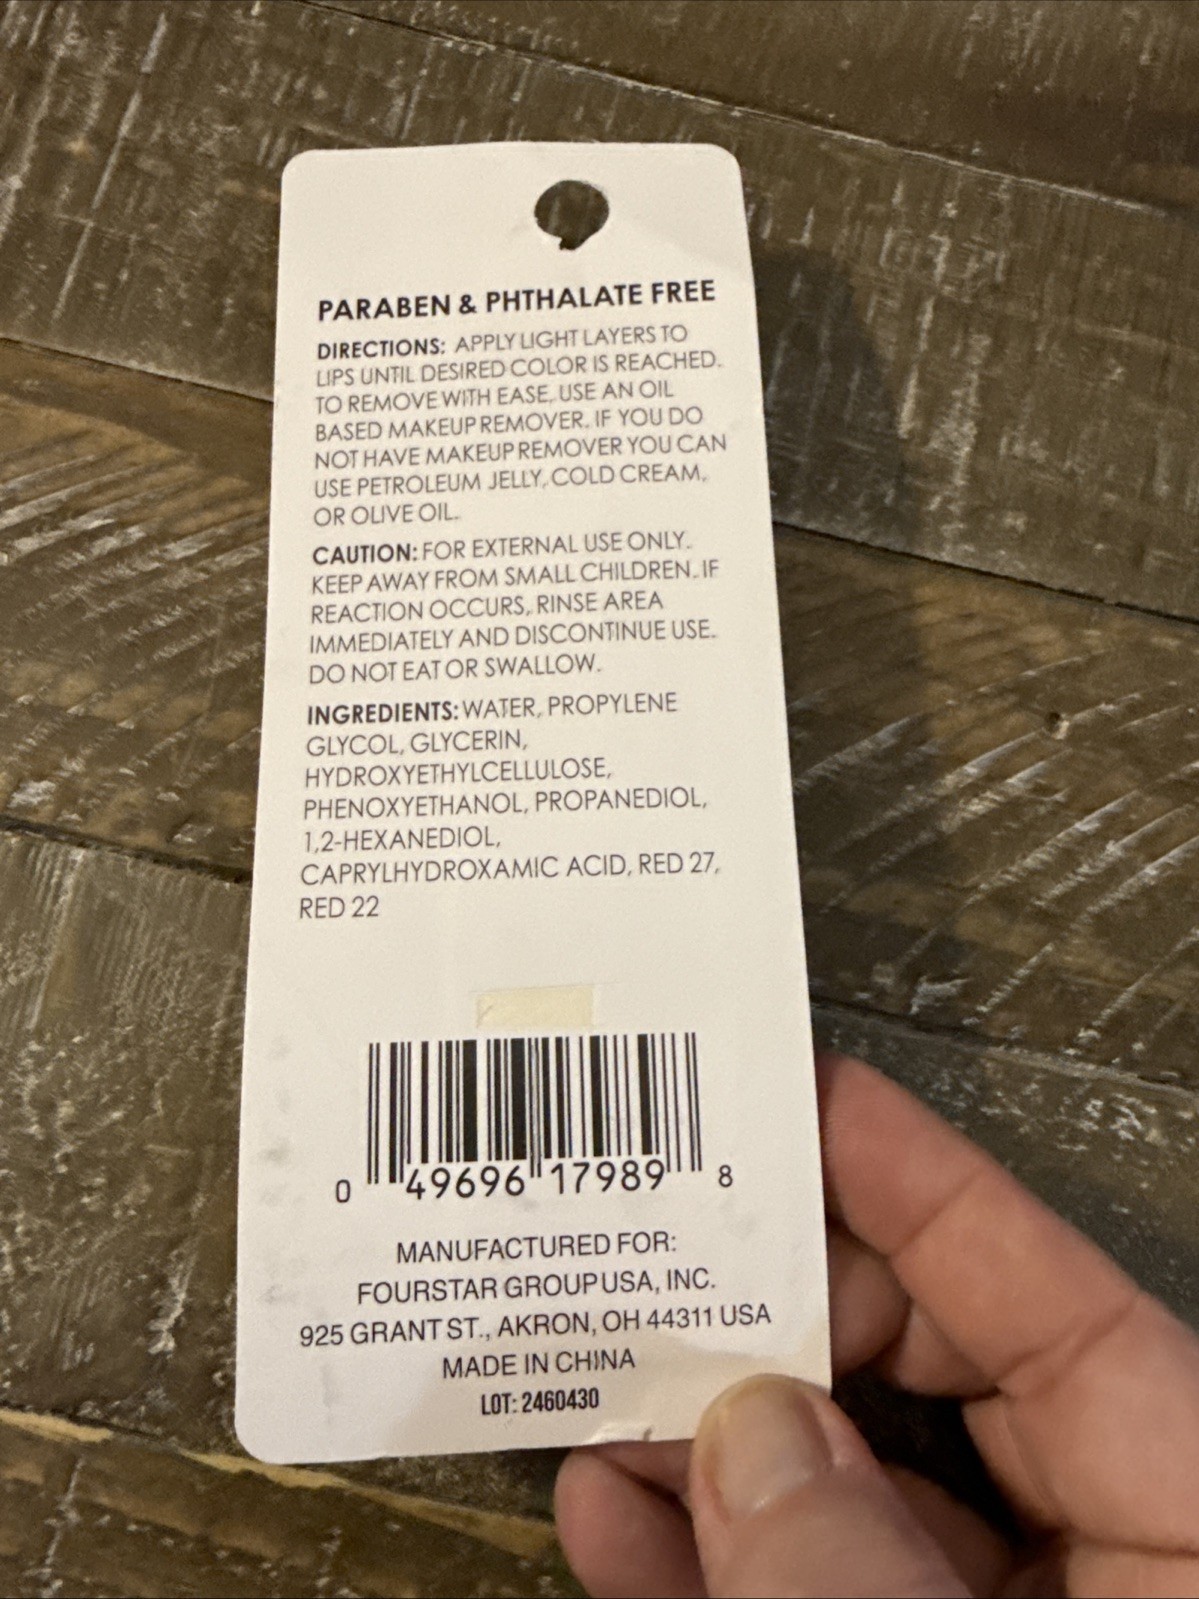 PARABEN & PHTHALATE FREE
DIRECTIONS: APPLY LIGHT LAYERS TO
LIPS UNTIL DESIRED COLOR IS REACHED.
TO REMOVE WITH EASE, USE AN OIL
BASED MAKEUP REMOVER. IF YOU DO
NOT HAVE MAKEUP REMOVER YOU CAN
USE PETROLEUM JELLY, COLD CREAM,
OR OLIVE OIL.
CAUTION: FOR EXTERNAL USE ONLY.
KEEP AWAY FROM SMALL CHILDREN. IF
REACTION OCCURS, RINSE AREA
IMMEDIATELY AND DISCONTINUE USE.
DO NOT EAT OR SWALLOW.
INGREDIENTS: WATER, PROPYLENE
GLYCOL, GLYCERIN,
HYDROXYETHYLCELLULOSE,
PHENOXYETHANOL, PROPANEDIOL,
1,2-HEXANEDIOL,
CAPRYLHYDROXAMIC ACID, RED 27,
RED 22
0 49696 17989 8
MANUFACTURED FOR:
FOURSTAR GROUP USA, INC.
925 GRANT ST., AKRON, OH 44311 USA
MADE IN CHINA
LOT: 2460430